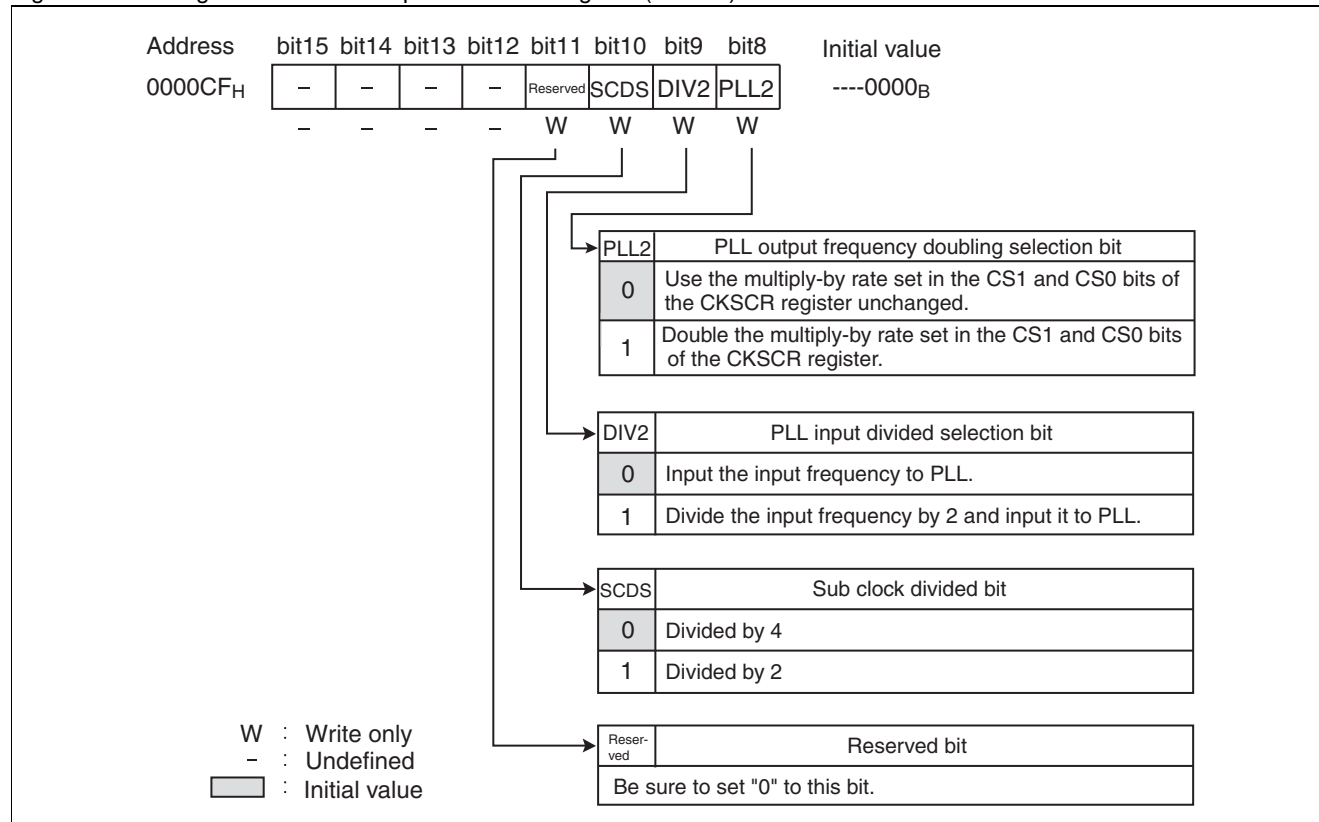 Address bit15 bit14 bit13 bit12 bit11 bit10 bit9 bit8 Initial value
0000CFH – – – – Reserved SCDS DIV2 PLL2 ----0000B
– – – – W W W W
PLL2 PLL output frequency doubling selection bit
0 Use the multiply-by rate set in the CS1 and CS0 bits of
the CKSCR register unchanged.
1 Double the multiply-by rate set in the CS1 and CS0 bits
of the CKSCR register.
DIV2 PLL input divided selection bit
0 Input the input frequency to PLL.
1 Divide the input frequency by 2 and input it to PLL.
SCDS Sub clock divided bit
0 Divided by 4
1 Divided by 2
Reser-
ved Reserved bit
Be sure to set "0" to this bit.
W : Write only
– : Undefined
: Initial value